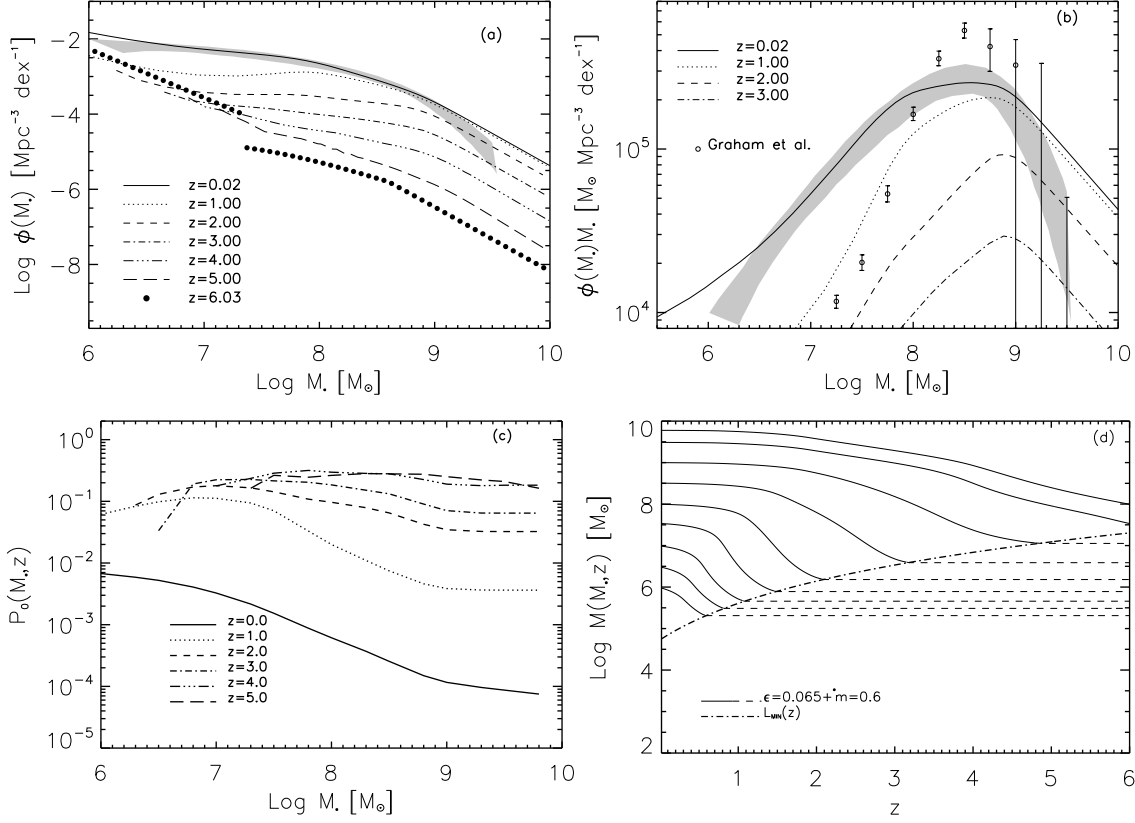 (a)
Log ϕ(M•) [Mpc⁻³ dex⁻¹]
-2
-4
-6
-8
z=0.02
z=1.00
z=2.00
z=3.00
z=4.00
z=5.00
z=6.03
6 7 8 9 10
Log M• [M☉]
(b)
ϕ(M•)M• [M☉ Mpc⁻³ dex⁻¹]
10⁵
10⁴
z=0.02
z=1.00
z=2.00
z=3.00
Graham et al.
6 7 8 9 10
Log M• [M☉]
(c)
P₀(M•,z)
10⁰
10⁻¹
10⁻²
10⁻³
10⁻⁴
10⁻⁵
z=0.0
z=1.0
z=2.0
z=3.0
z=4.0
z=5.0
6 7 8 9 10
Log M• [M☉]
(d)
Log M(M•,z) [M☉]
10
8
6
4
2
ϵ=0.065+ṁ=0.6
L_MIN(z)
1 2 3 4 5 6
z